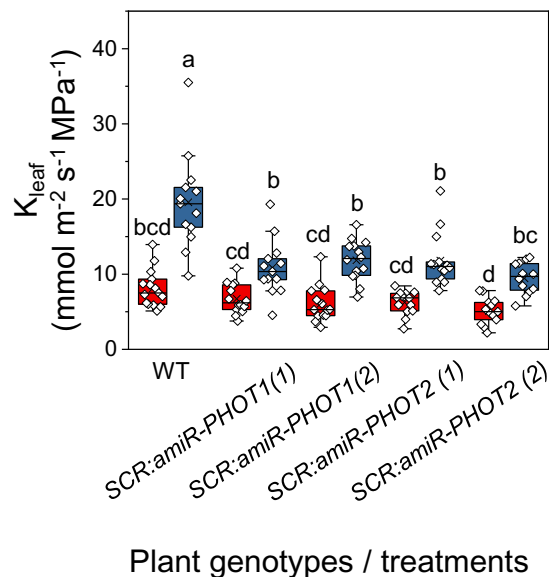 K_leaf
(mmol m⁻² s⁻¹ MPa⁻¹)
40
30
20
10
0
bcd
a
cd
b
cd
b
cd
b
d
bc
WT
SCR:amiR-PHOT1(1)
SCR:amiR-PHOT1(2)
SCR:amiR-PHOT2 (1)
SCR:amiR-PHOT2 (2)
Plant genotypes / treatments